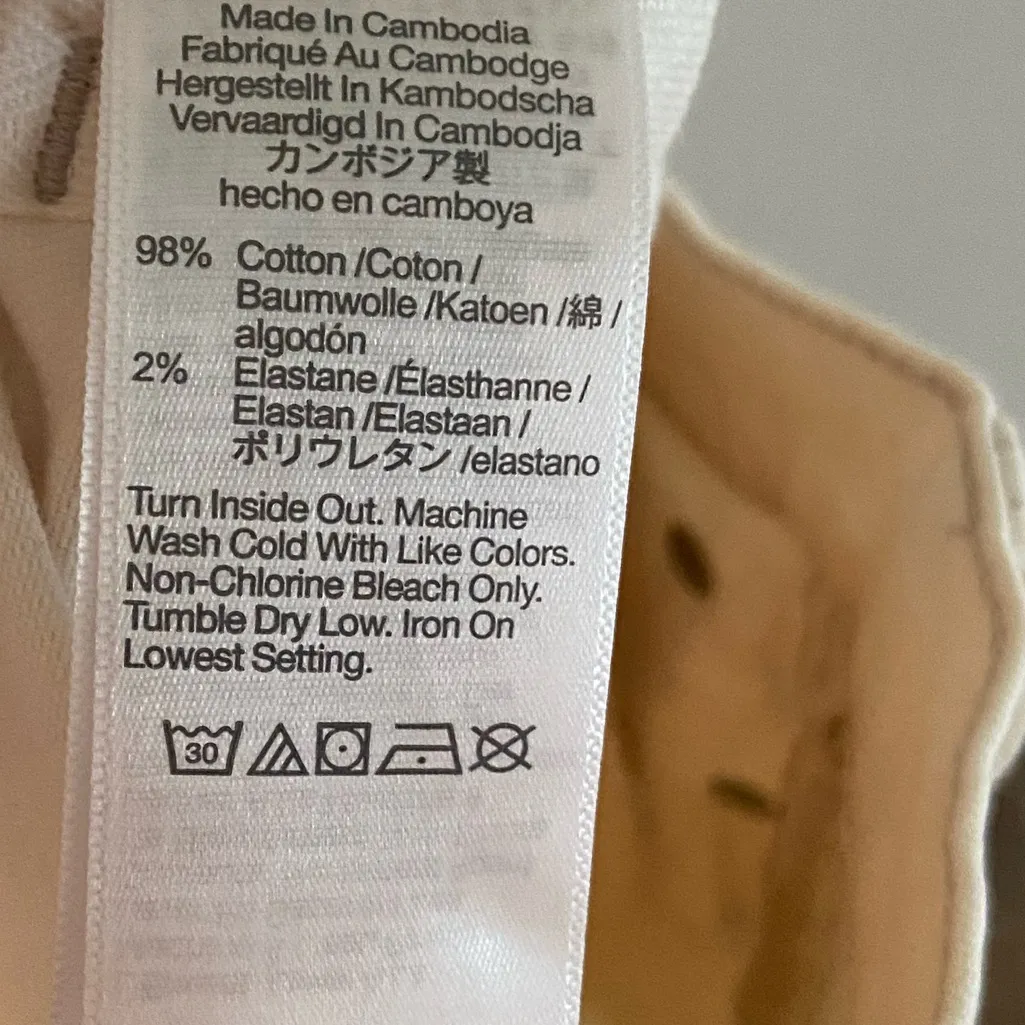 Made In Cambodia
Fabriqué Au Cambodge
Hergestellt In Kambodscha
Vervaardigd In Cambodja
カンボジア製
hecho en camboya
98% Cotton /Coton /
Baumwolle /Katoen /綿 /
algodón
2% Elastane /Élasthanne /
Elastan /Elastaan /
ポリウレタン /elastano
Turn Inside Out. Machine
Wash Cold With Like Colors.
Non-Chlorine Bleach Only.
Tumble Dry Low. Iron On
Lowest Setting.
30